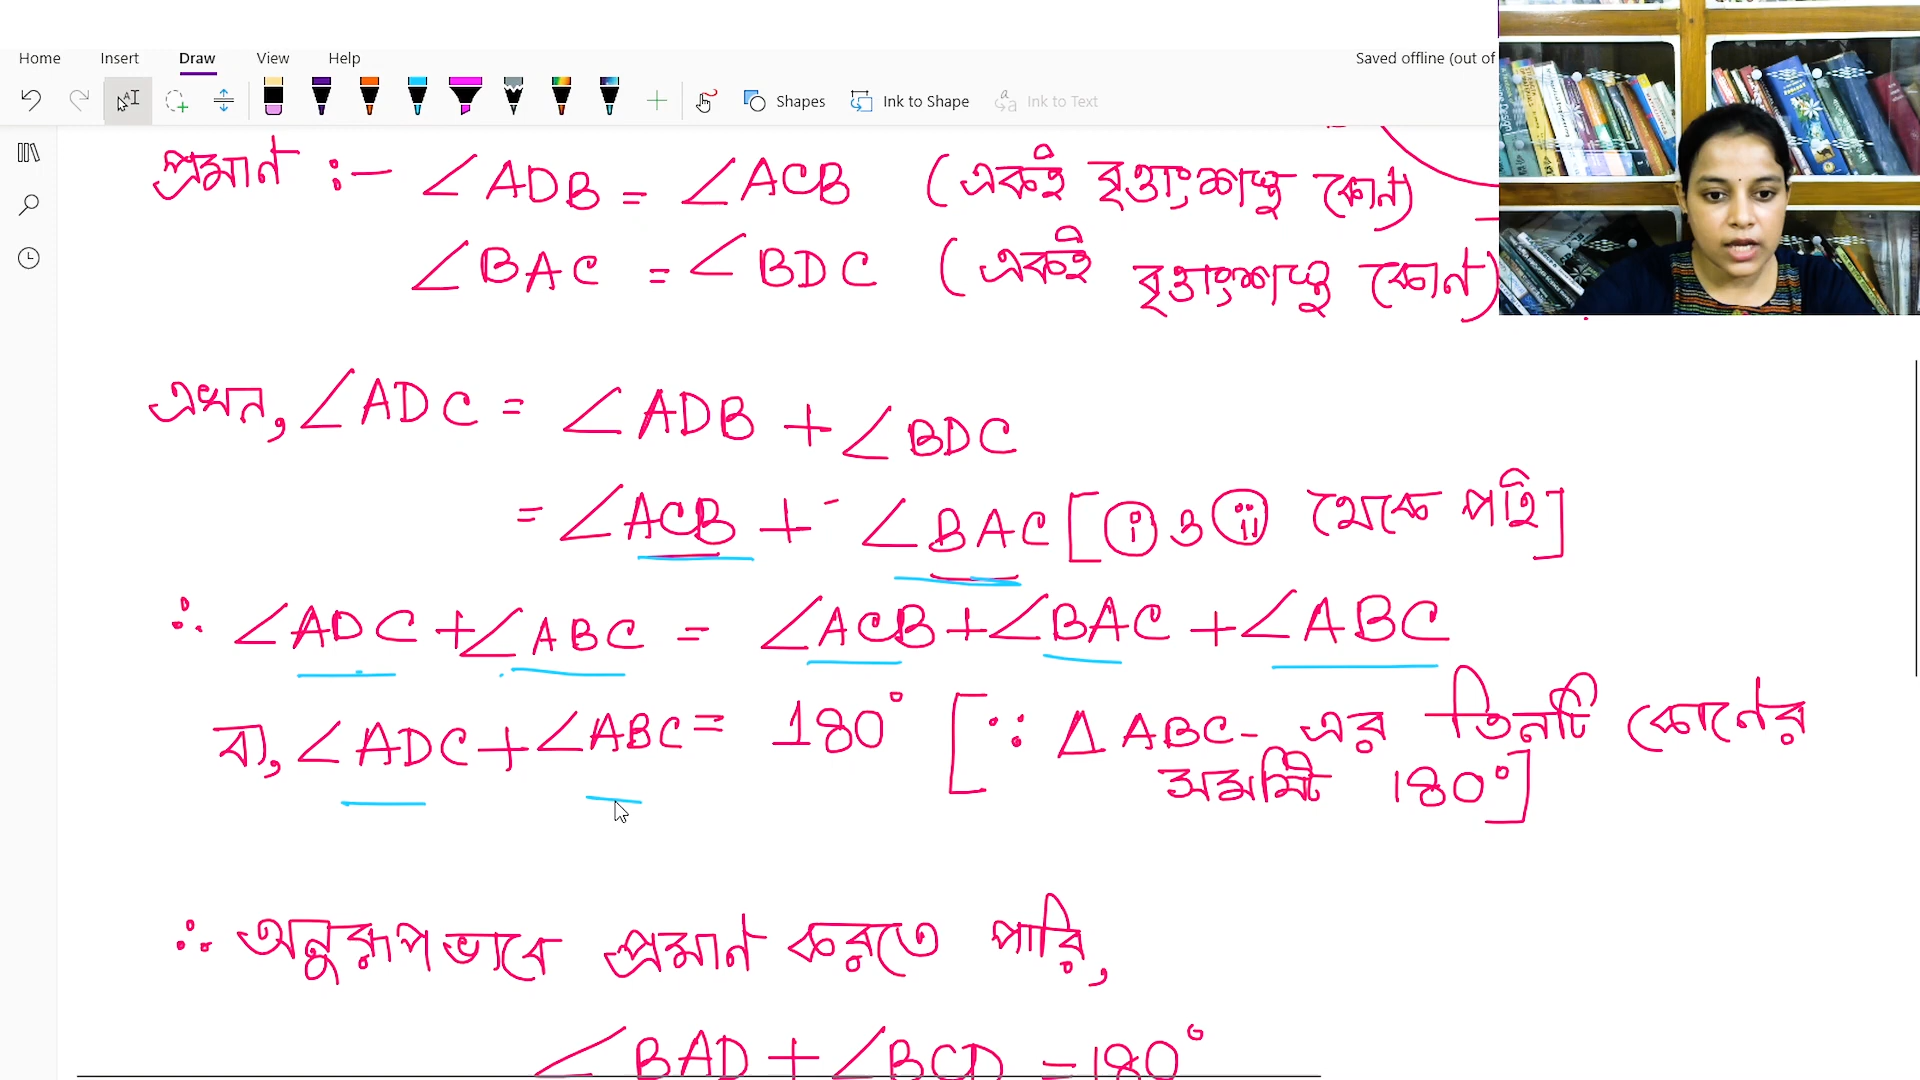 Home Insert Draw View Help Saved offline (out of
Shapes Ink to Shape Ink to Text
প্রমাণ :- ∠ADB = ∠ACB (একই বৃত্তাংশস্থ কোণ)
∠BAC = ∠BDC (একই বৃত্তাংশস্থ কোণ)
এখন, ∠ADC = ∠ADB + ∠BDC
= ∠ACB + ∠BAC [ⓘ ও ⓘⓘ থেকে পাই]
∴ ∠ADC + ∠ABC = ∠ACB + ∠BAC + ∠ABC
বা, ∠ADC + ∠ABC = 180° [∵ Δ ABC- এর তিনটি কোণের
সমষ্টি 180°]
∴ অনুরূপভাবে প্রমাণ করতে পারি,
∠BAD + ∠BCD = 180°